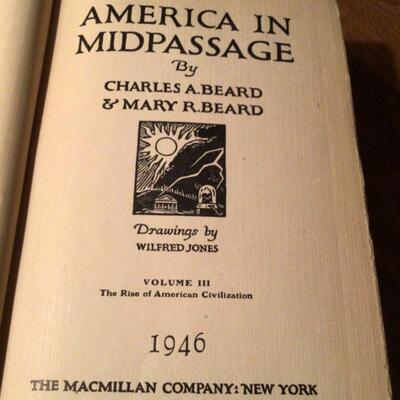 AMERICA IN
MIDPASSAGE
By
CHARLES A. BEARD
& MARY R. BEARD
Drawings by
WILFRED JONES
VOLUME III
The Rise of American Civilization
1946
THE MACMILLAN COMPANY: NEW YORK